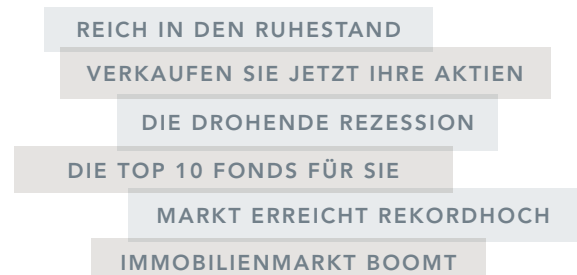 REICH IN DEN RUHESTAND
VERKAUFEN SIE JETZT IHRE AKTIEN
DIE DROHENDE REZESSION
DIE TOP 10 FONDS FÜR SIE
MARKT ERREICHT REKORDHOCH
IMMOBILIENMARKT BOOMT